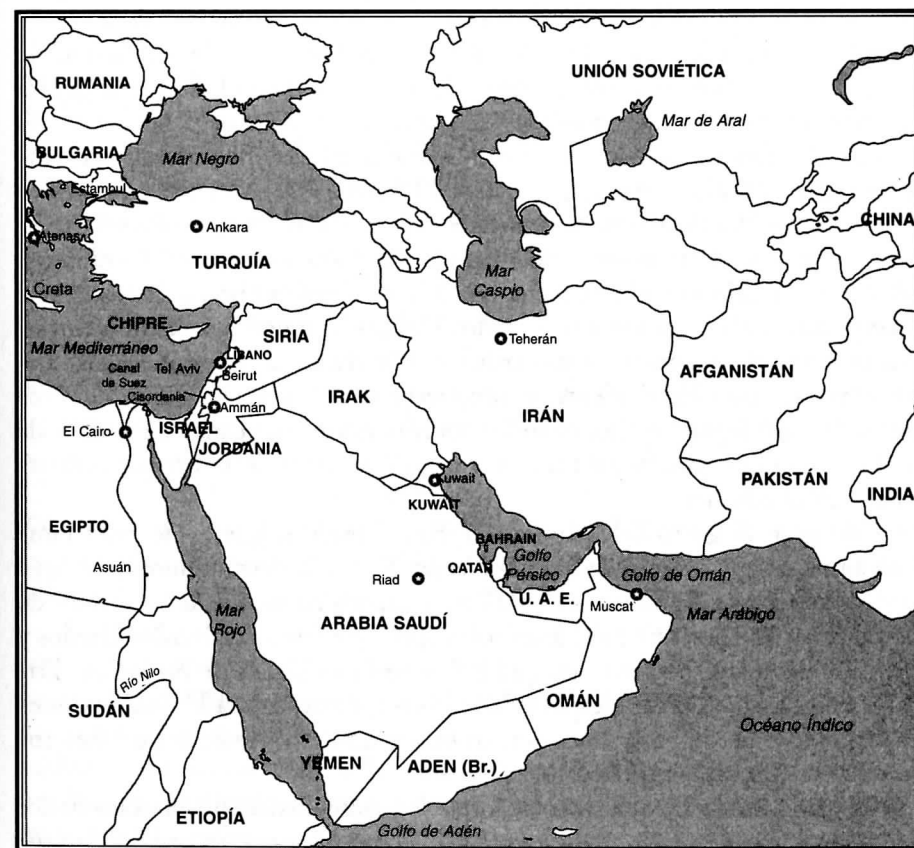 UNIÓN SOVIÉTICA
RUMANIA
Mar de Aral
BULGARIA
Mar Negro
Estambul
CHINA
Ankara
Atenas
TURQUÍA
Mar
Caspio
Creta
CHIPRE
SIRIA
Teherán
Mar Mediterráneo
LÍBANO
Canal
de Suez
Tel Aviv
Beirut
AFGANISTÁN
Cisordania
IRAK
Ammán
IRÁN
El Cairo
ISRAEL
JORDANIA
PAKISTÁN
Kuwait
INDIA
KUWAIT
EGIPTO
BAHRAIN
Golfo
Pérsico
Asuán
QATAR
Riad
Golfo de Omán
U. A. E.
Muscat
Mar Arábigo
Mar
Rojo
ARABIA SAUDÍ
Río Nilo
OMÁN
SUDÁN
Océano Índico
YEMEN
ADEN (Br.)
ETIOPÍA
Golfo de Adén